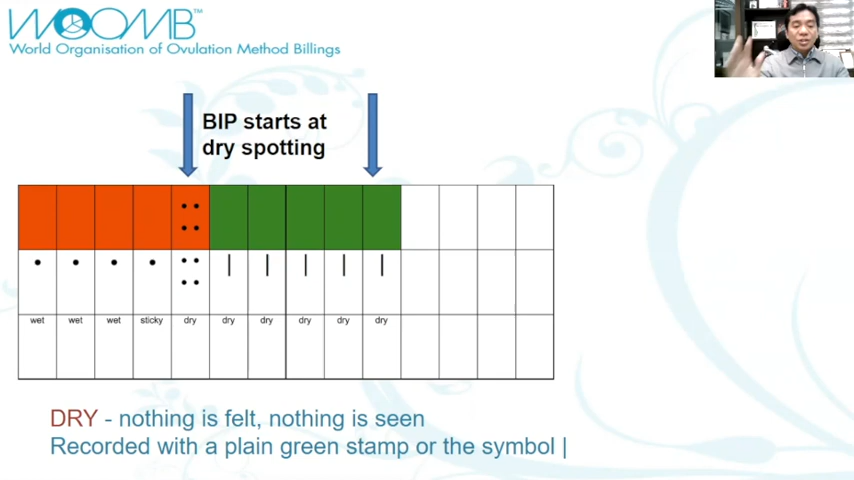 WOOMB™
World Organisation of Ovulation Method Billings
BIP starts at
dry spotting
wet wet wet sticky dry dry dry dry dry dry
DRY - nothing is felt, nothing is seen
Recorded with a plain green stamp or the symbol |